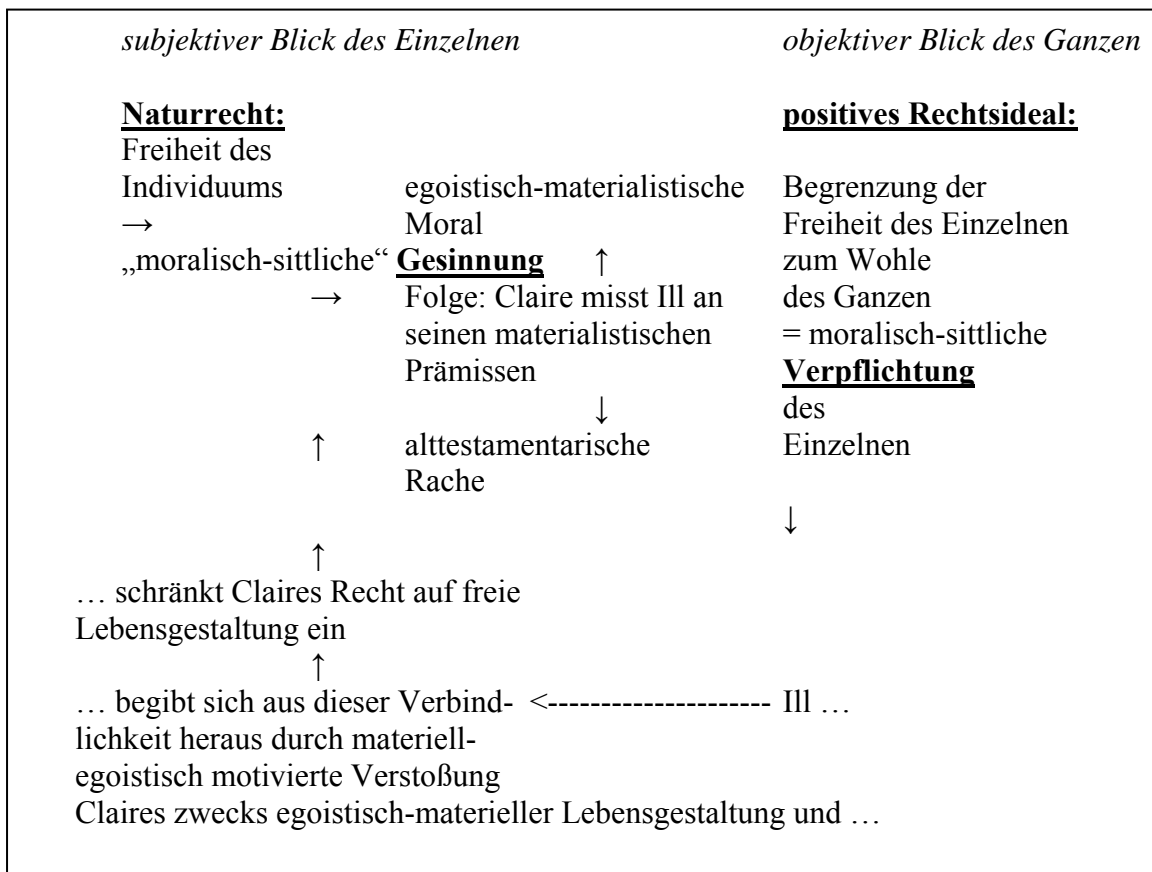 subjektiver Blick des Einzelnen objektiver Blick des Ganzen
Naturrecht: positives Rechtsideal:
Freiheit des
Individuums egoistisch-materialistische Begrenzung der
→ Moral Freiheit des Einzelnen
„moralisch-sittliche“ Gesinnung ↑ zum Wohle
→ Folge: Claire misst Ill an des Ganzen
seinen materialistischen = moralisch-sittliche
Prämissen Verpflichtung
↓ des
↑ alttestamentarische Einzelnen
Rache
↓
↑
… schränkt Claires Recht auf freie
Lebensgestaltung ein
↑
… begibt sich aus dieser Verbind- <--------------------- Ill …
lichkeit heraus durch materiell-
egoistisch motivierte Verstoßung
Claires zwecks egoistisch-materieller Lebensgestaltung und …